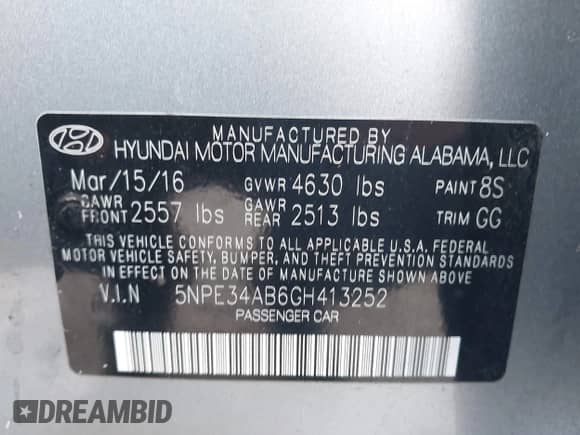 MANUFACTURED BY
HYUNDAI MOTOR MANUFACTURING ALABAMA, LLC
Mar/15/16 GVWR 4630 lbs PAINT 8S
GAWR FRONT 2557 lbs GAWR REAR 2513 lbs TRIM GG
THIS VEHICLE CONFORMS TO ALL APPLICABLE U.S.A. FEDERAL
MOTOR VEHICLE SAFETY, BUMPER, AND THEFT PREVENTION STANDARDS
IN EFFECT ON THE DATE OF MANUFACTURE SHOWN ABOVE.
V.I.N 5NPE34AB6GH413252
PASSENGER CAR
DREAMBID